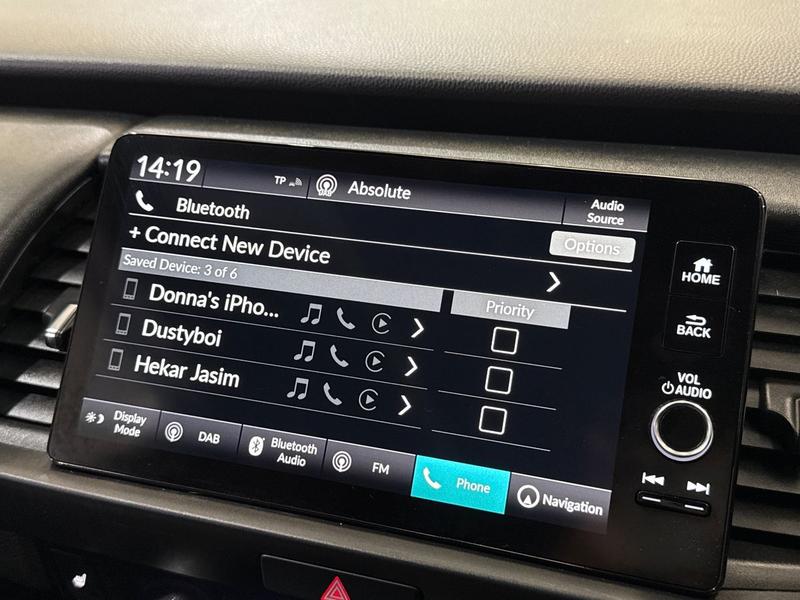 14:19
TP
DAB
Absolute
Audio
Source
Bluetooth
+ Connect New Device
Options
Saved Device: 3 of 6
Priority
Donna's iPho...
Dustyboi
Hekar Jasim
Display
Mode
DAB
Bluetooth
Audio
FM
Phone
Navigation
HOME
BACK
VOL
AUDIO